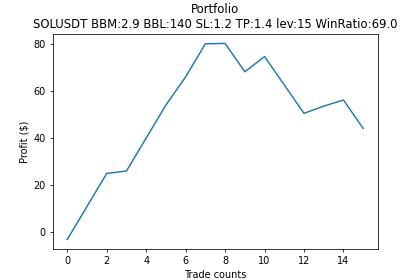 Portfolio
SOLUSDT BBM:2.9 BBL:140 SL:1.2 TP:1.4 lev:15 WinRatio:69.0
80
60
40
20
0
Profit ($)
0 2 4 6 8 10 12 14
Trade counts